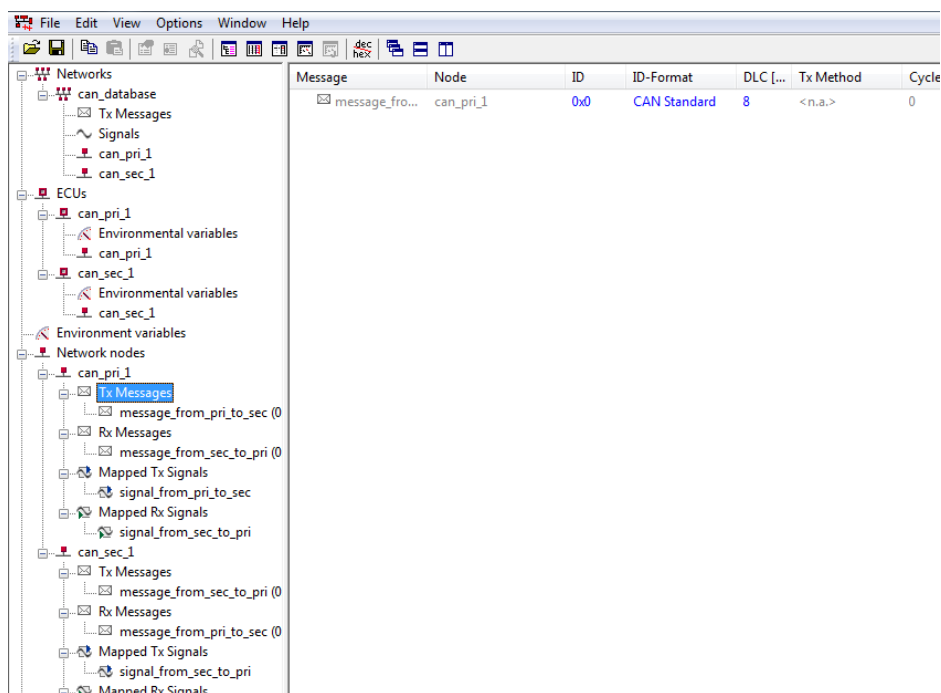 File Edit View Options Window Help
dec
hex
Networks
can_database
Tx Messages
Signals
can_pri_1
can_sec_1
ECUs
can_pri_1
Environmental variables
can_pri_1
can_sec_1
Environmental variables
can_sec_1
Environment variables
Network nodes
can_pri_1
Tx Messages
message_from_pri_to_sec (0
Rx Messages
message_from_sec_to_pri (0
Mapped Tx Signals
signal_from_pri_to_sec
Mapped Rx Signals
signal_from_sec_to_pri
can_sec_1
Tx Messages
message_from_sec_to_pri (0
Rx Messages
message_from_pri_to_sec (0
Mapped Tx Signals
signal_from_sec_to_pri
Mapped Rx Signals
Message Node ID ID-Format DLC [... Tx Method Cycle
message_fro... can_pri_1 0x0 CAN Standard 8 <n.a.> 0